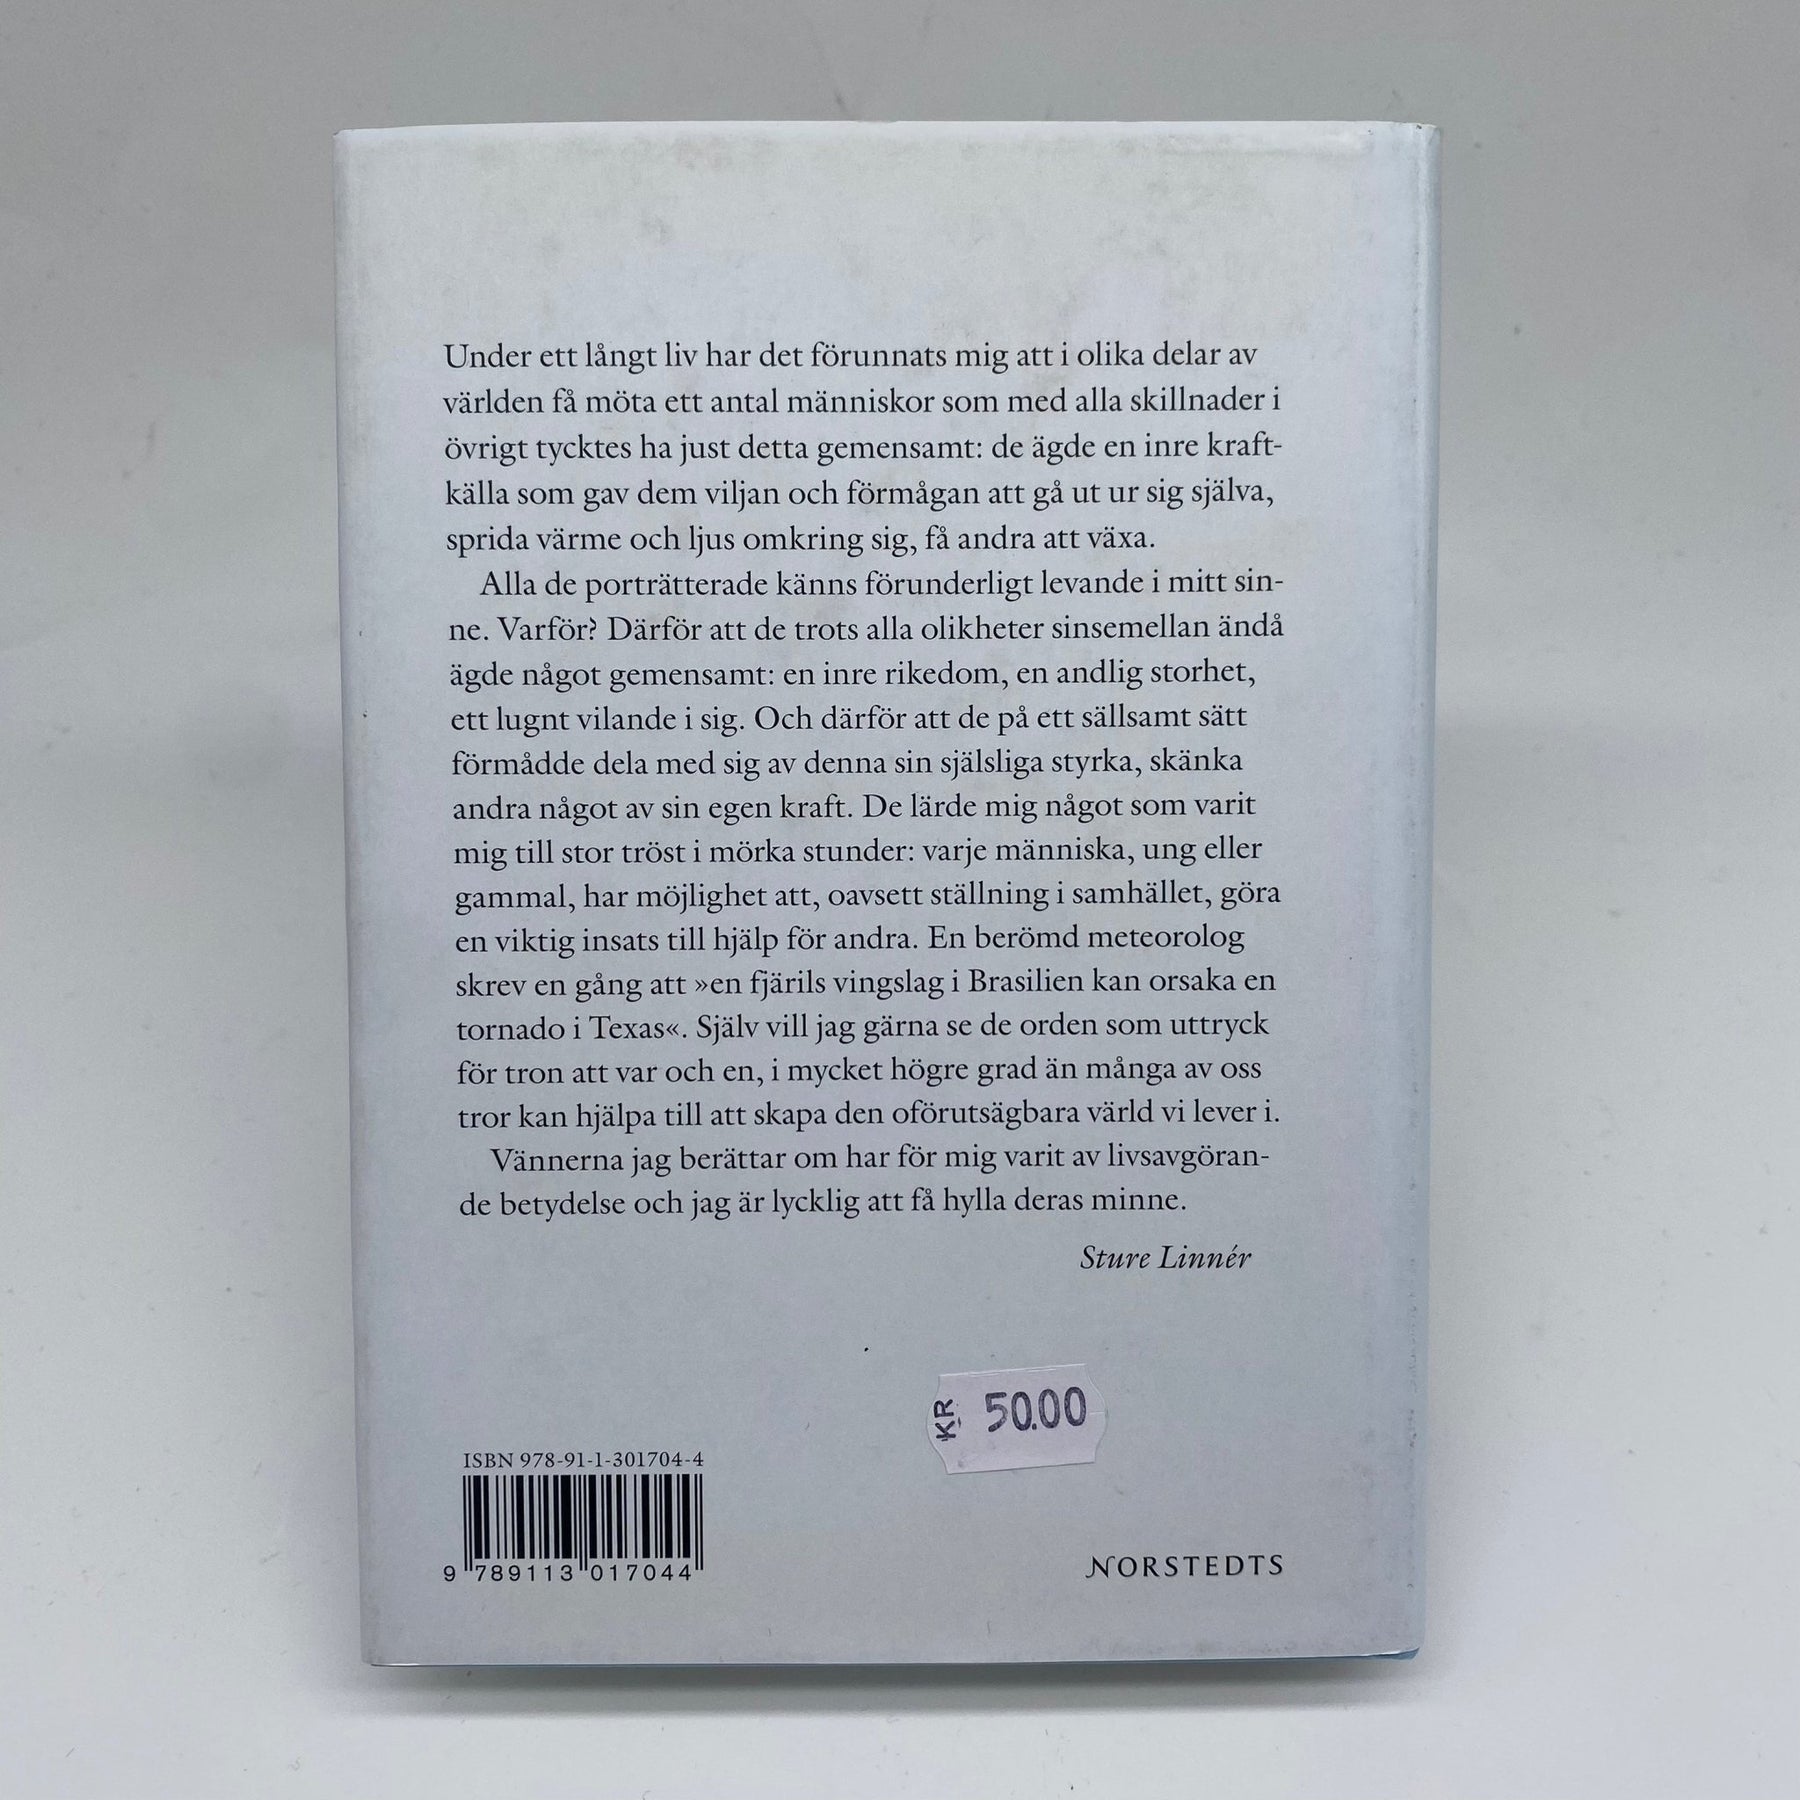 Under ett långt liv har det förunnats mig att i olika delar av
världen få möta ett antal människor som med alla skillnader i
övrigt tycktes ha just detta gemensamt: de ägde en inre kraft-
källa som gav dem viljan och förmågan att gå ut ur sig själva,
sprida värme och ljus omkring sig, få andra att växa.
Alla de porträtterade känns förunderligt levande i mitt sin-
ne. Varför? Därför att de trots alla olikheter sinsemellan ändå
ägde något gemensamt: en inre rikedom, en andlig storhet,
ett lugnt vilande i sig. Och därför att de på ett sällsamt sätt
förmådde dela med sig av denna sin själsliga styrka, skänka
andra något av sin egen kraft. De lärde mig något som varit
mig till stor tröst i mörka stunder: varje människa, ung eller
gammal, har möjlighet att, oavsett ställning i samhället, göra
en viktig insats till hjälp för andra. En berömd meteorolog
skrev en gång att »en fjärils vingslag i Brasilien kan orsaka en
tornado i Texas«. Själv vill jag gärna se de orden som uttryck
för tron att var och en, i mycket högre grad än många av oss
tror kan hjälpa till att skapa den oförutsägbara värld vi lever i.
Vännerna jag berättar om har för mig varit av livsavgöran-
de betydelse och jag är lycklig att få hylla deras minne.
Sture Linnér
KR 50.00
ISBN 978-91-1-301704-4
9 789113 017044
NORSTEDTS